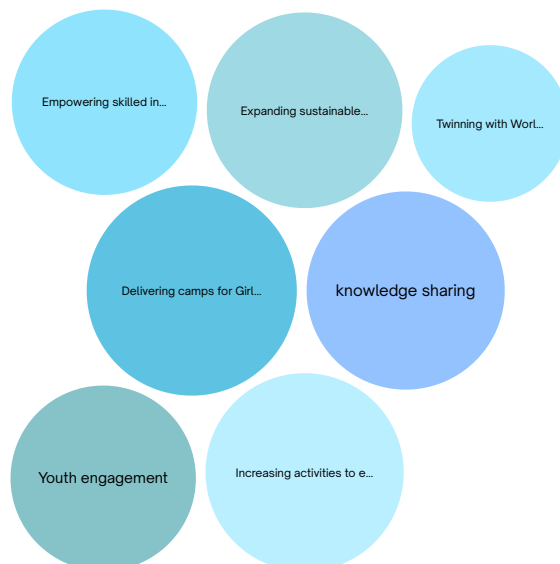 Empowering skilled in...
Expanding sustainable...
Twinning with Worl...
Delivering camps for Girl...
knowledge sharing
Youth engagement
Increasing activities to e...